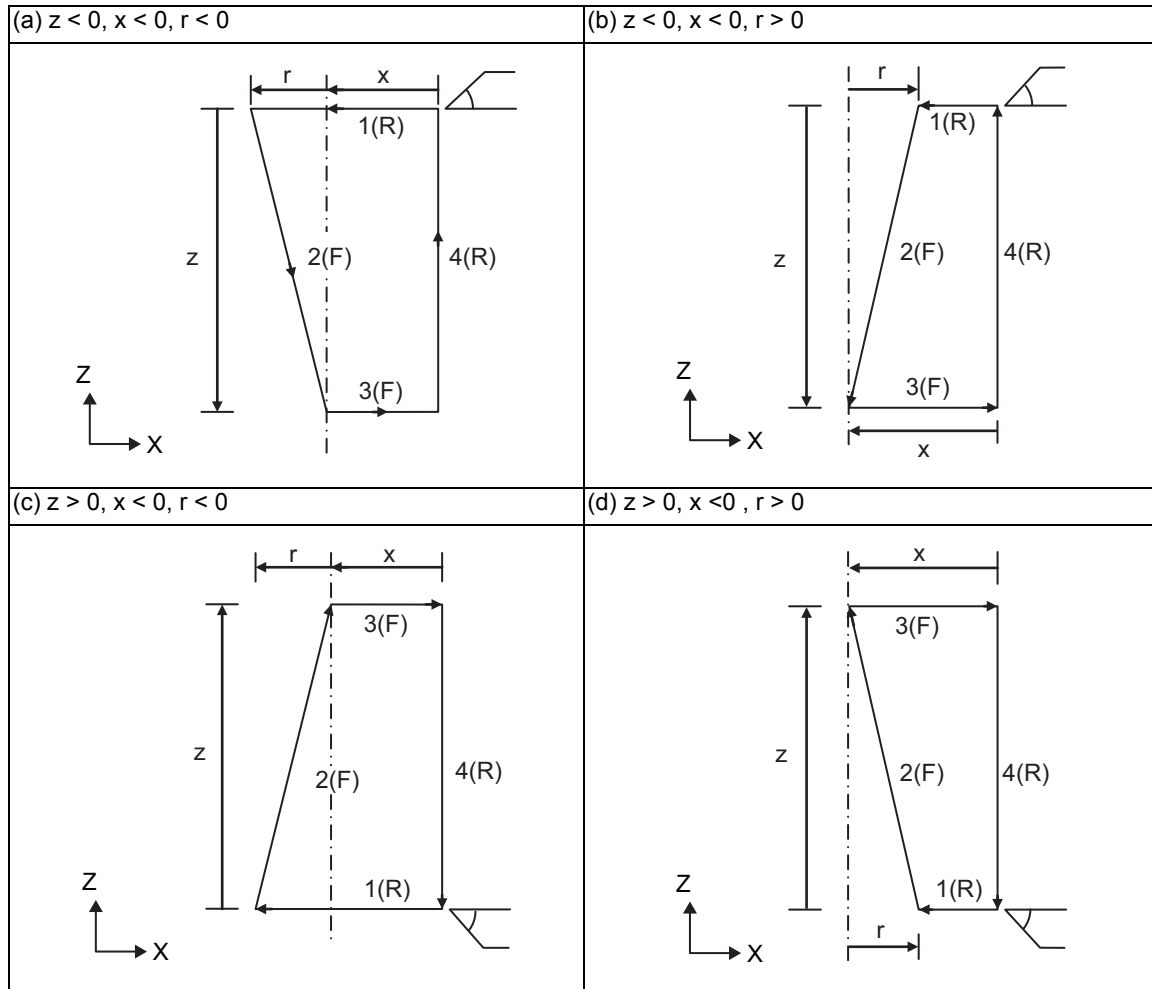 (a) z < 0, x < 0, r < 0
r
x
1(R)
z
2(F)
4(R)
3(F)
Z
X
(b) z < 0, x < 0, r > 0
r
1(R)
z
2(F)
4(R)
3(F)
x
Z
X
(c) z > 0, x < 0, r < 0
r
x
3(F)
z
2(F)
4(R)
1(R)
Z
X
(d) z > 0, x <0 , r > 0
x
3(F)
z
2(F)
4(R)
1(R)
r
Z
X